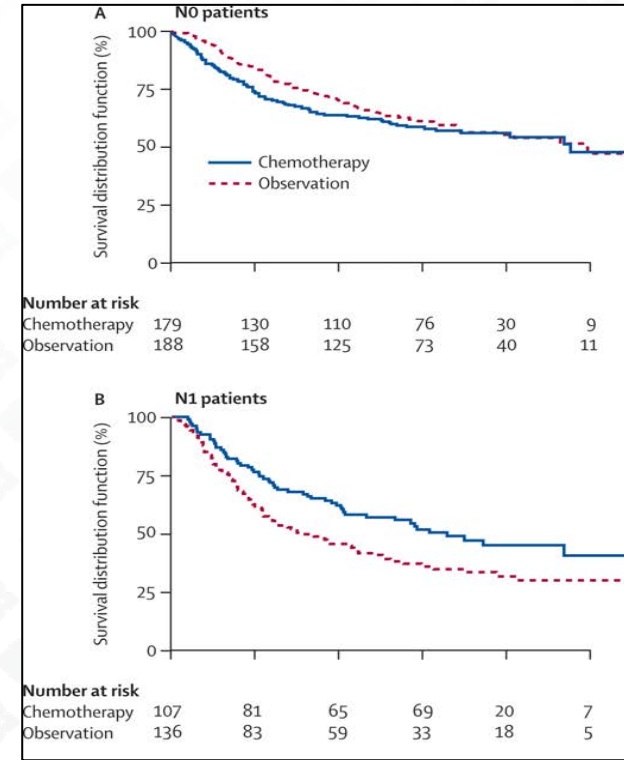 A N0 patients
Survival distribution function (%)
100
75
50
25
0
Chemotherapy
Observation
Number at risk
Chemotherapy 179 130 110 76 30 9
Observation 188 158 125 73 40 11
B N1 patients
Survival distribution function (%)
100
75
50
25
0
Number at risk
Chemotherapy 107 81 65 69 20 7
Observation 136 83 59 33 18 5